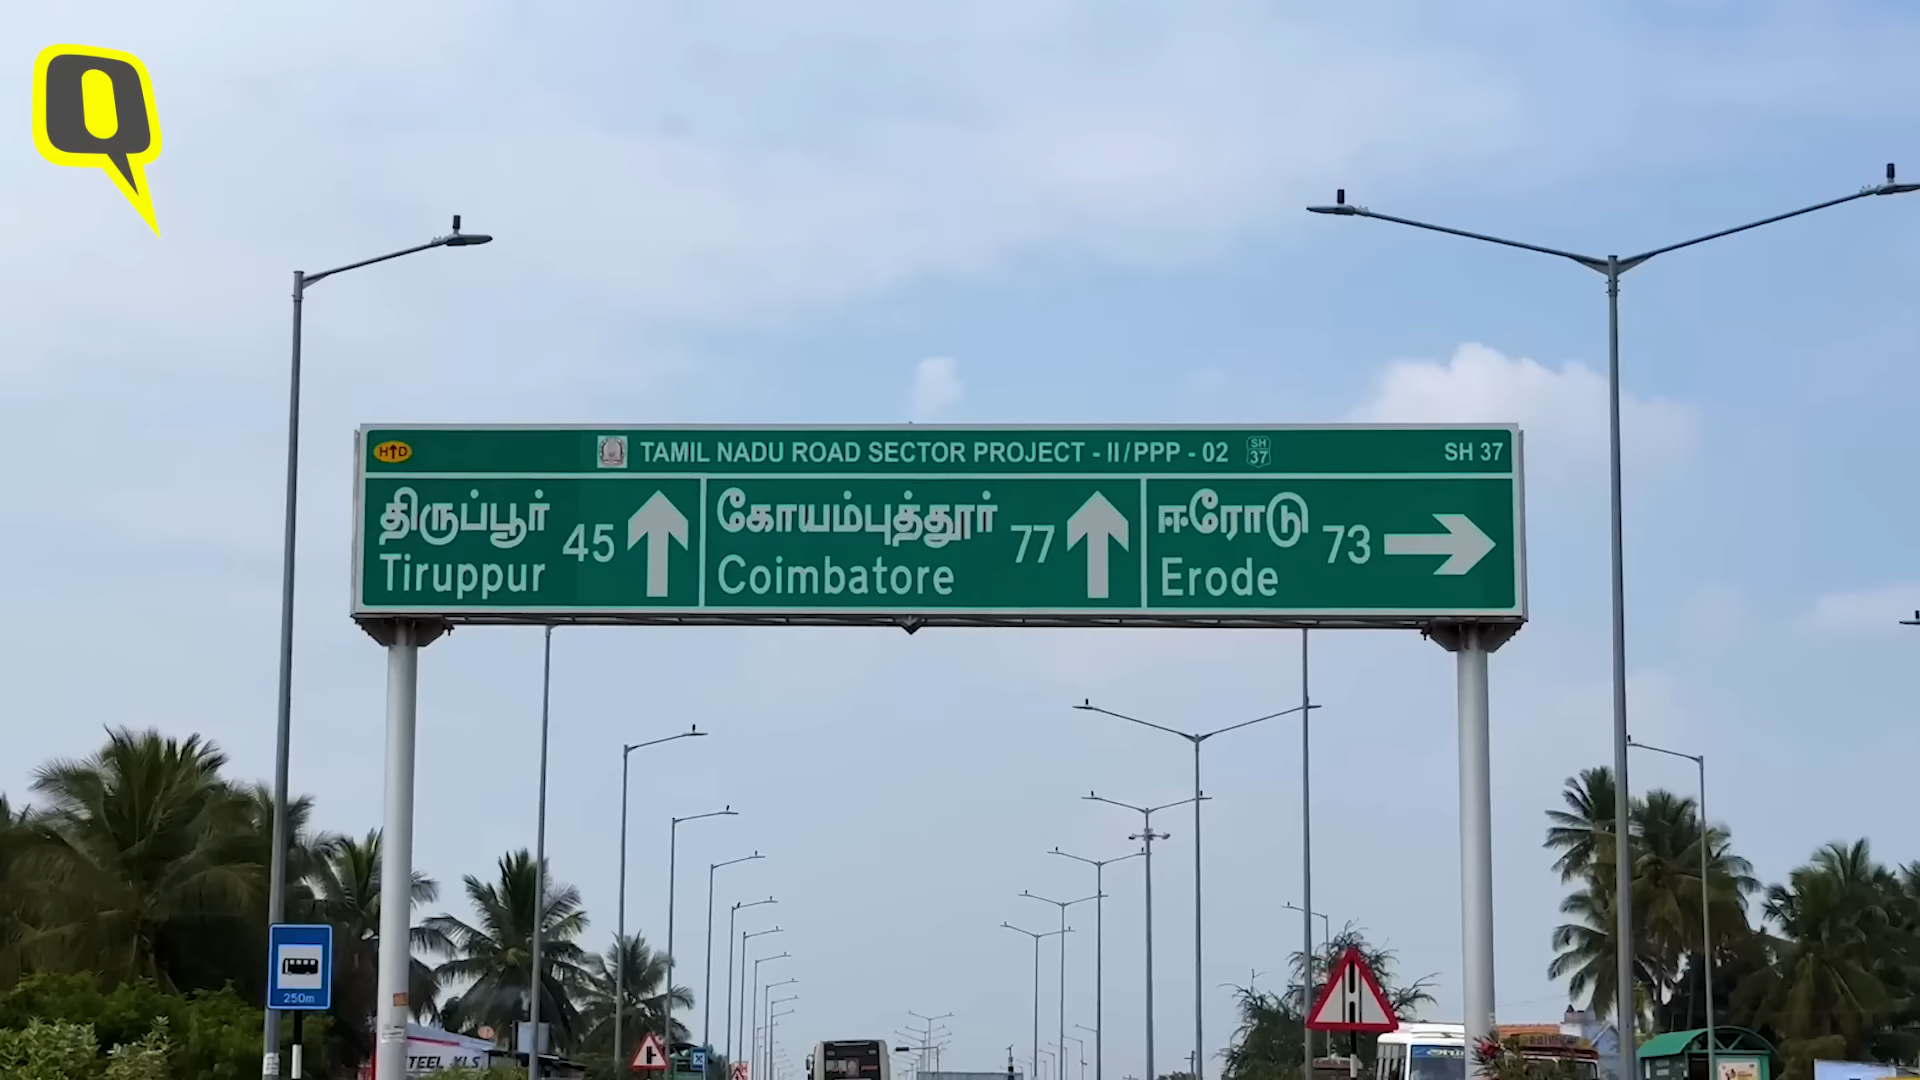 H D
TAMIL NADU ROAD SECTOR PROJECT - II/PPP - 02
SH 37
SH 37
திருப்பூர் 45
Tiruppur
கோயம்புத்தூர் 77
Coimbatore
ஈரோடு 73
Erode
250m
TEEL